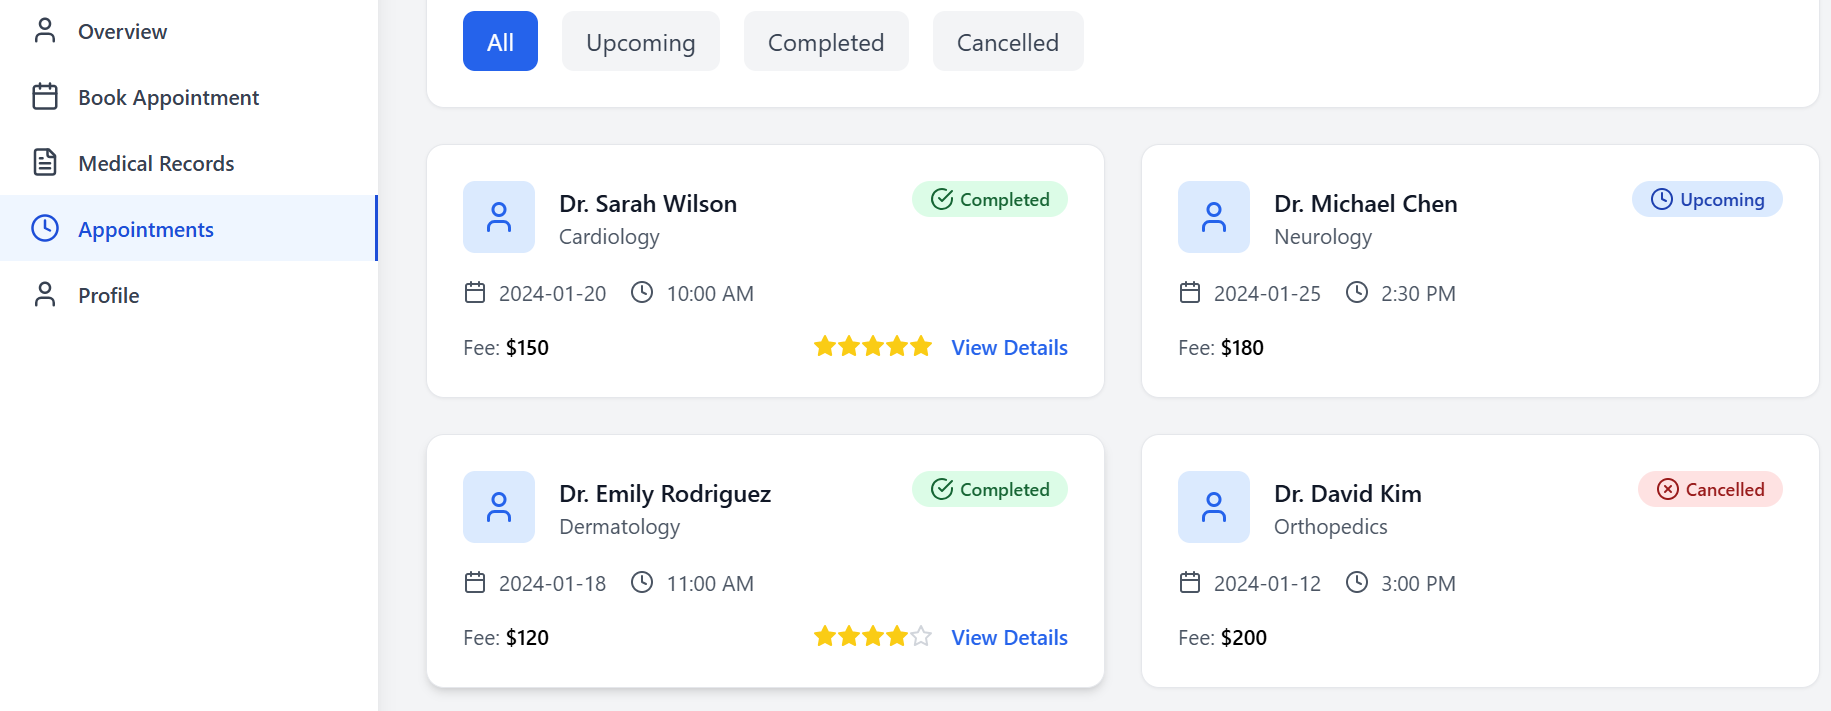 Overview
Book Appointment
Medical Records
Appointments
Profile
All
Upcoming
Completed
Cancelled
Dr. Sarah Wilson
Completed
Cardiology
2024-01-20 10:00 AM
Fee: $150
View Details
Dr. Michael Chen
Upcoming
Neurology
2024-01-25 2:30 PM
Fee: $180
Dr. Emily Rodriguez
Completed
Dermatology
2024-01-18 11:00 AM
Fee: $120
View Details
Dr. David Kim
Cancelled
Orthopedics
2024-01-12 3:00 PM
Fee: $200